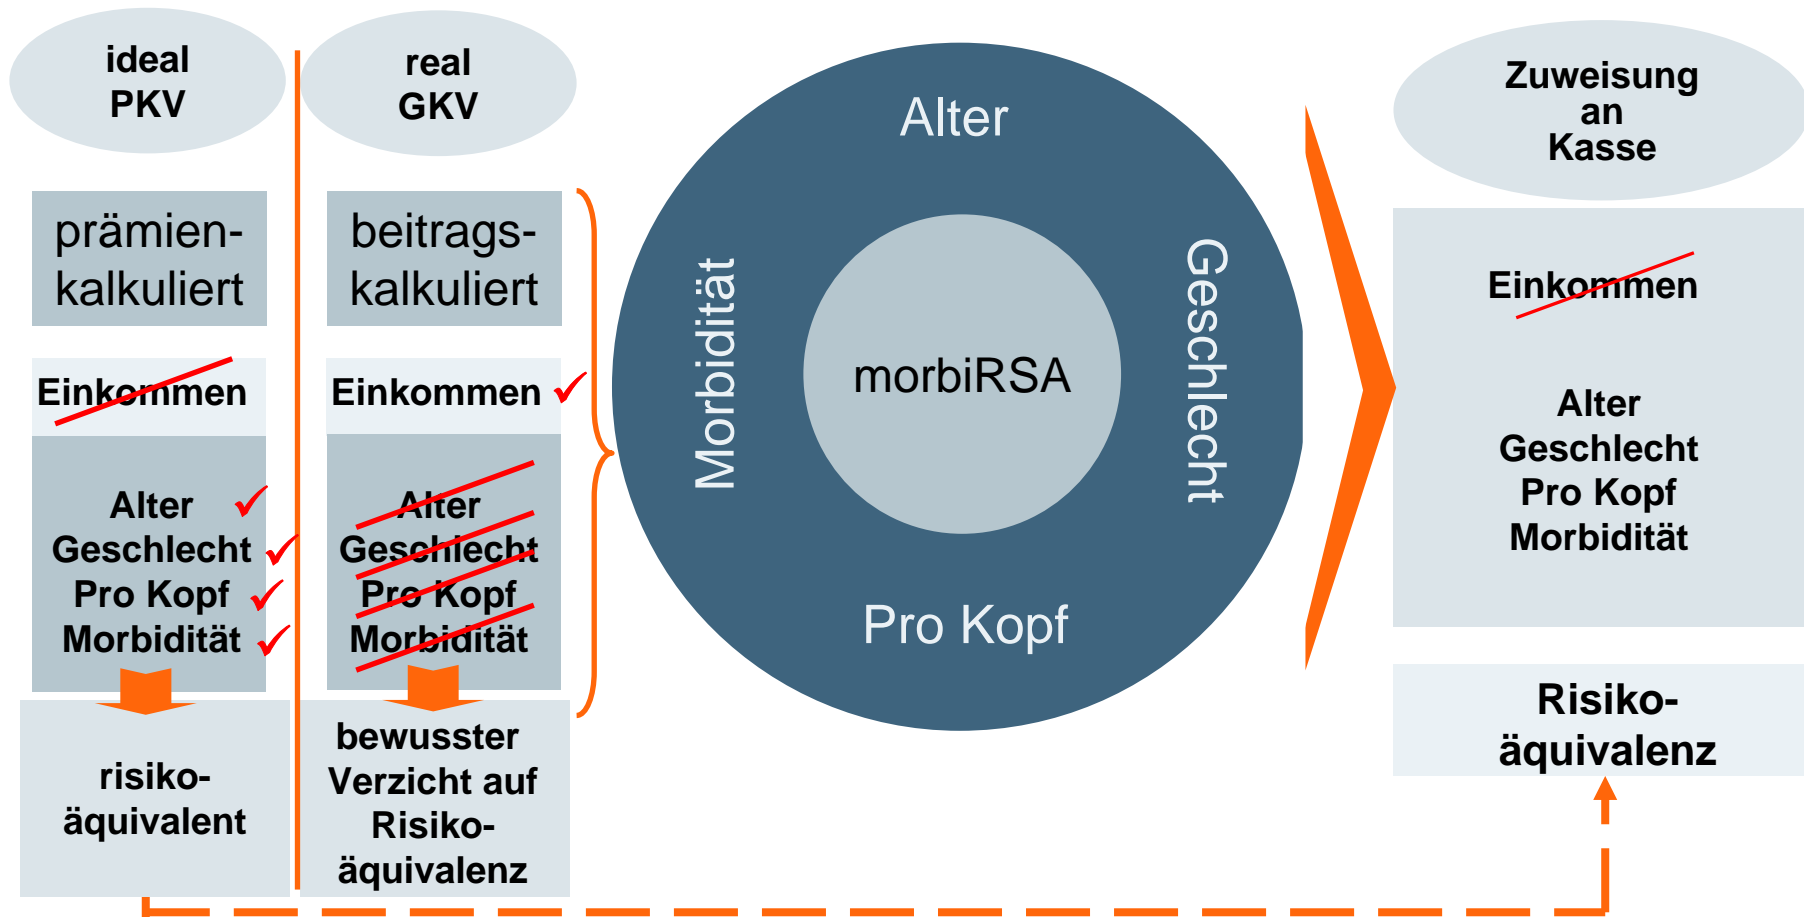 ideal
PKV
prämien-
kalkuliert
Einkommen
Alter
Geschlecht
Pro Kopf
Morbidität
risiko-
äquivalent
real
GKV
beitrags-
kalkuliert
Einkommen
Alter
Geschlecht
Pro Kopf
Morbidität
bewusster
Verzicht auf
Risiko-
äquivalenz
Alter
Morbidität
morbiRSA
Geschlecht
Pro Kopf
Zuweisung
an
Kasse
Einkommen
Alter
Geschlecht
Pro Kopf
Morbidität
Risiko-
äquivalenz